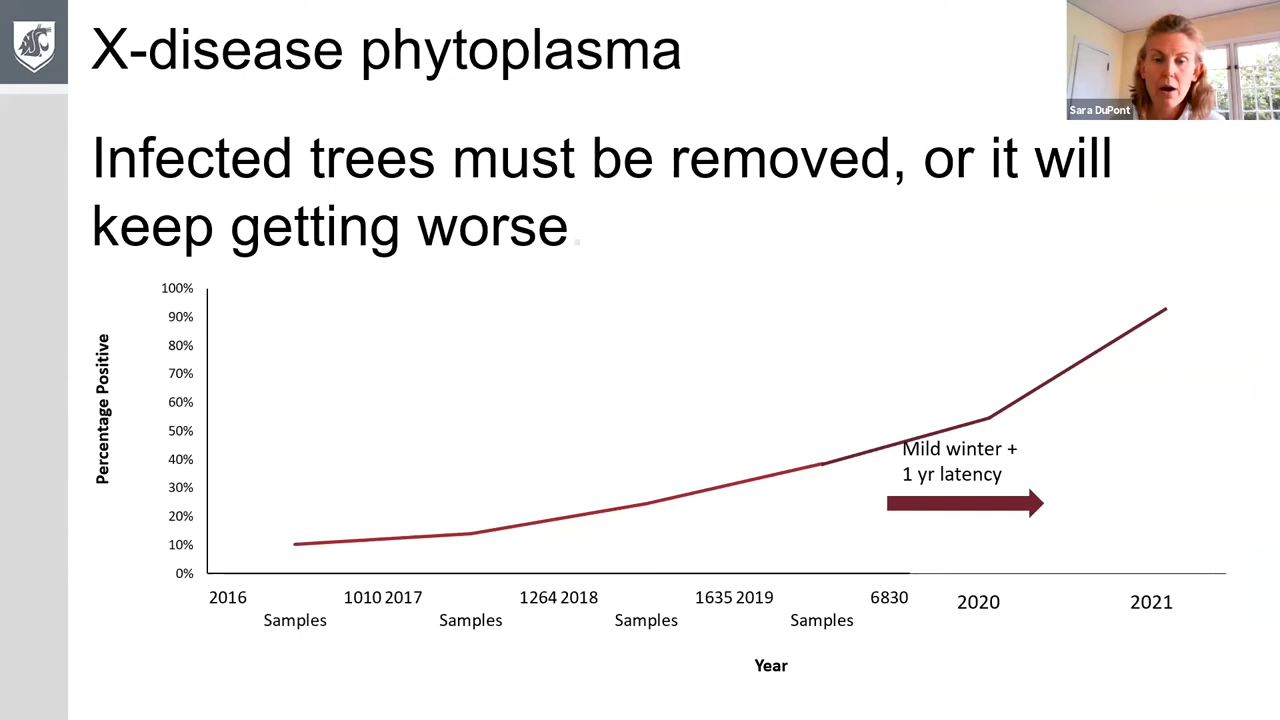 X-disease phytoplasma
Sara DuPont
Infected trees must be removed, or it will
keep getting worse.
100%
90%
80%
70%
60%
50%
40%
30%
20%
10%
0%
Percentage Positive
Mild winter +
1 yr latency
2016 1010 2017 1264 2018 1635 2019 6830 2020 2021
Samples Samples Samples Samples
Year